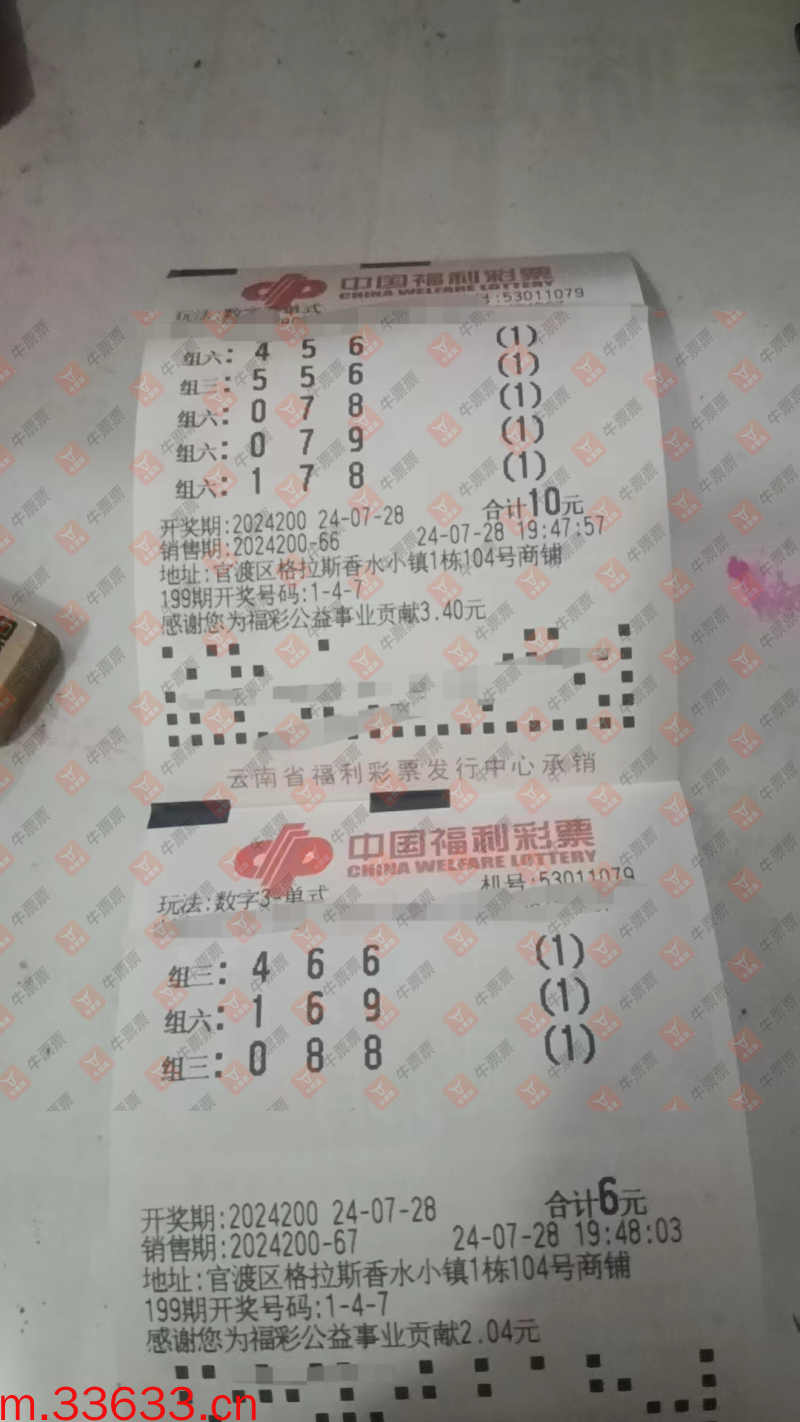 中国福利彩票
CHINA WELFARE LOTTERY
:53011079
玩法:数字
组六: 4 5 6 (1)
组三: 5 5 6 (1)
组六: 0 7 8 (1)
组六: 0 7 9 (1)
组六: 1 7 8 (1)
合计10元
开奖期:2024200 24-07-28
销售期:2024200-66 24-07-28 19:47:57
地址:官渡区格拉斯香水小镇1栋104号商铺
199期开奖号码:1-4-7
感谢您为福彩公益事业贡献3.40元
云南省福利彩票发行中心承销
中国福利彩票
CHINA WELFARE LOTTERY
机号:53011079
玩法:数字3-单式
组三: 4 6 6 (1)
组六: 1 6 9 (1)
组三: 0 8 8 (1)
合计6元
开奖期:2024200 24-07-28
销售期:2024200-67 24-07-28 19:48:03
地址:官渡区格拉斯香水小镇1栋104号商铺
199期开奖号码:1-4-7
感谢您为福彩公益事业贡献2.04元
m.33633.cn
牛票票